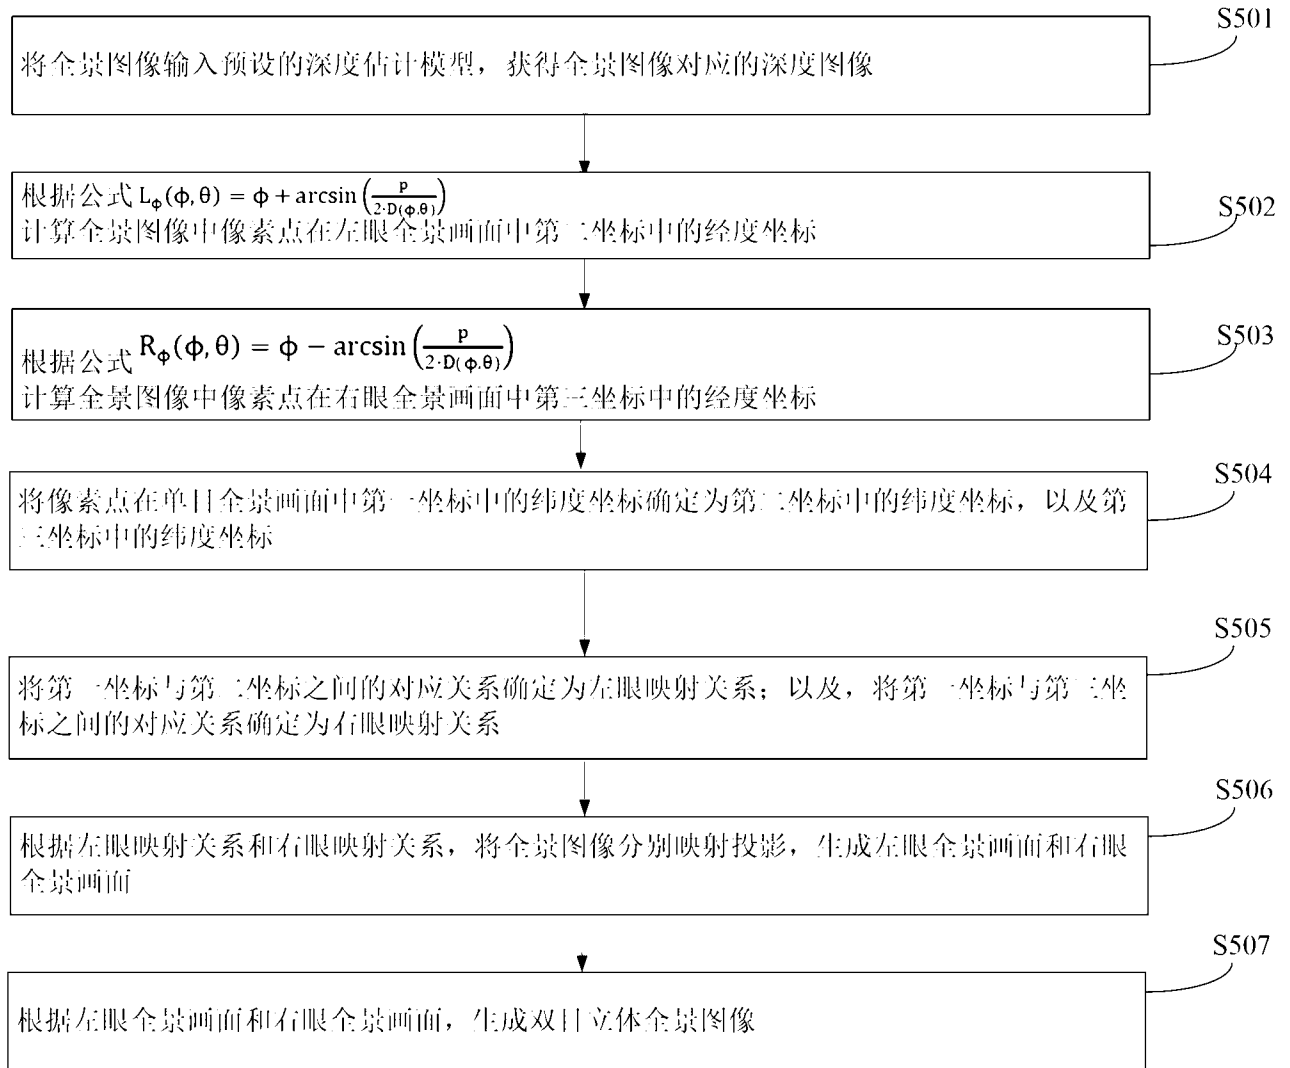 S501
将全景图像输入预设的深度估计模型，获得全景图像对应的深度图像
根据公式 L_ϕ(ϕ,θ) = ϕ + arcsin(p/(2·D(ϕ,θ)))
计算全景图像中像素点在左眼全景画面中第二坐标中的经度坐标
S502
根据公式 R_ϕ(ϕ,θ) = ϕ − arcsin(p/(2·D(ϕ,θ)))
计算全景图像中像素点在右眼全景画面中第三坐标中的经度坐标
S503
将像素点在单目全景画面中第一坐标中的纬度坐标确定为第二坐标中的纬度坐标，以及第
三坐标中的纬度坐标
S504
将第一坐标与第二坐标之间的对应关系确定为左眼映射关系；以及，将第一坐标与第三坐
标之间的对应关系确定为右眼映射关系
S505
根据左眼映射关系和右眼映射关系，将全景图像分别映射投影，生成左眼全景画面和右眼
全景画面
S506
根据左眼全景画面和右眼全景画面，生成双目立体全景图像
S507